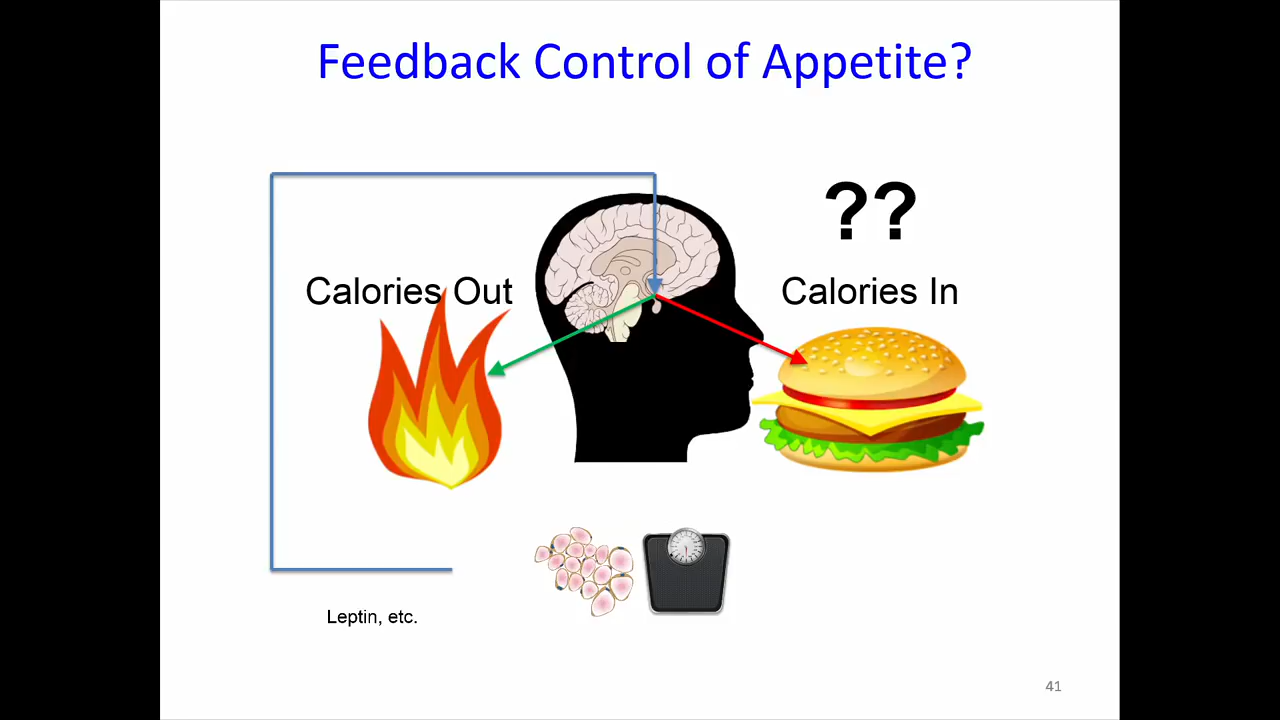 Feedback Control of Appetite?
??
Calories Out
Calories In
Leptin, etc.
41